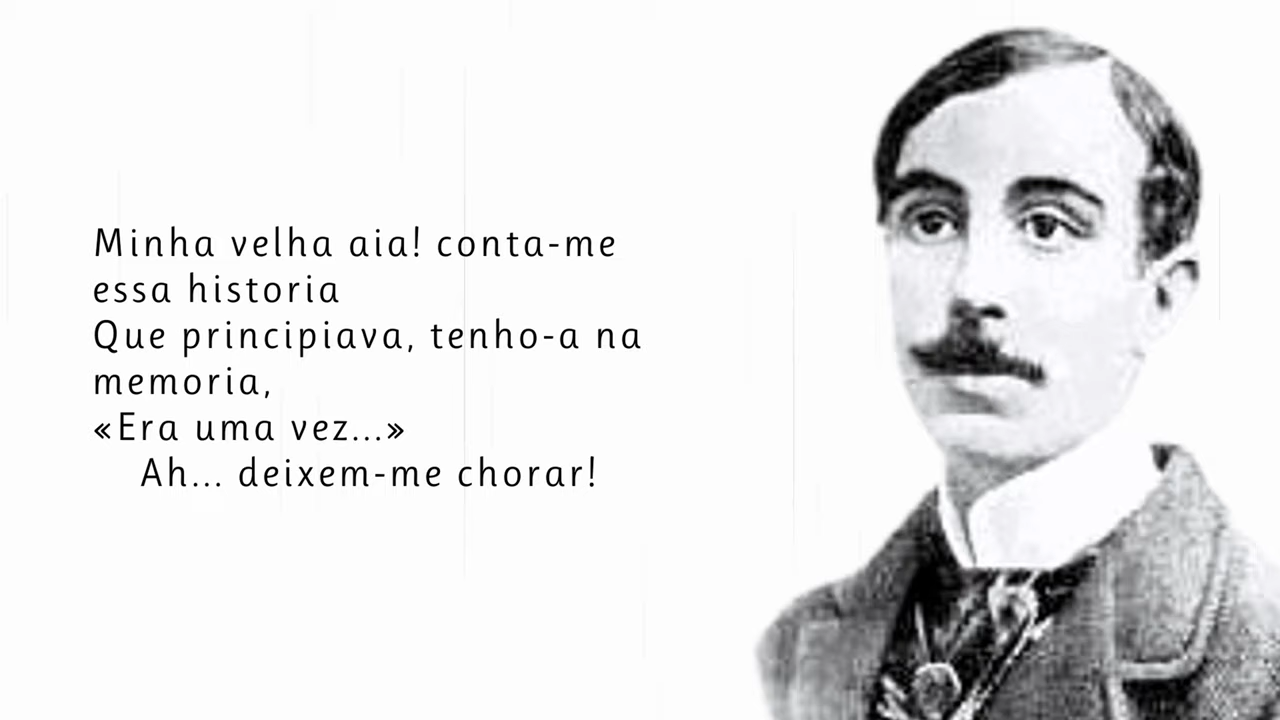 Minha velha aia! conta-me
essa historia
Que principiava, tenho-a na
memoria,
«Era uma vez...»
Ah... deixem-me chorar!